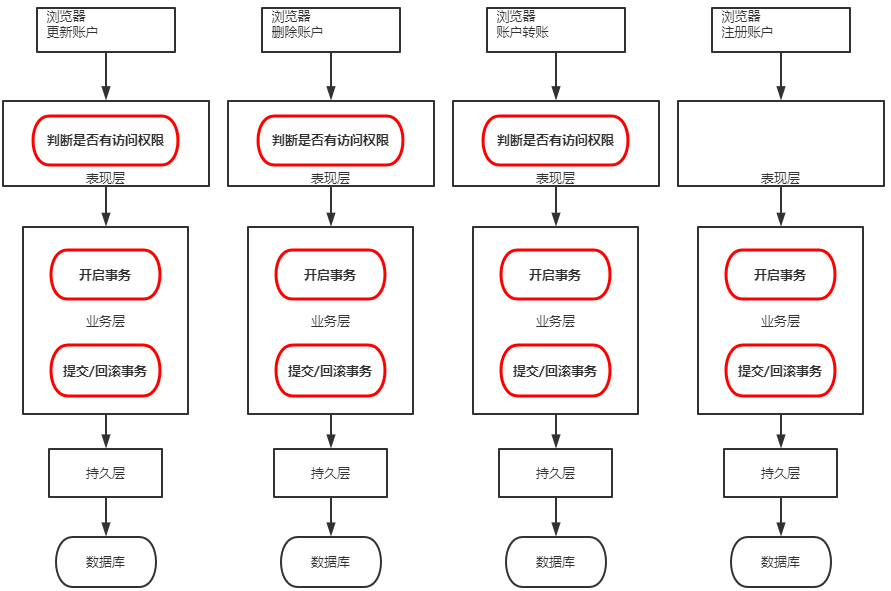 浏览器
更新账户
浏览器
删除账户
浏览器
账户转账
浏览器
注册账户
判断是否有访问权限
判断是否有访问权限
判断是否有访问权限
表现层
表现层
表现层
表现层
开启事务
开启事务
开启事务
开启事务
业务层
业务层
业务层
业务层
提交/回滚事务
提交/回滚事务
提交/回滚事务
提交/回滚事务
持久层
持久层
持久层
持久层
数据库
数据库
数据库
数据库